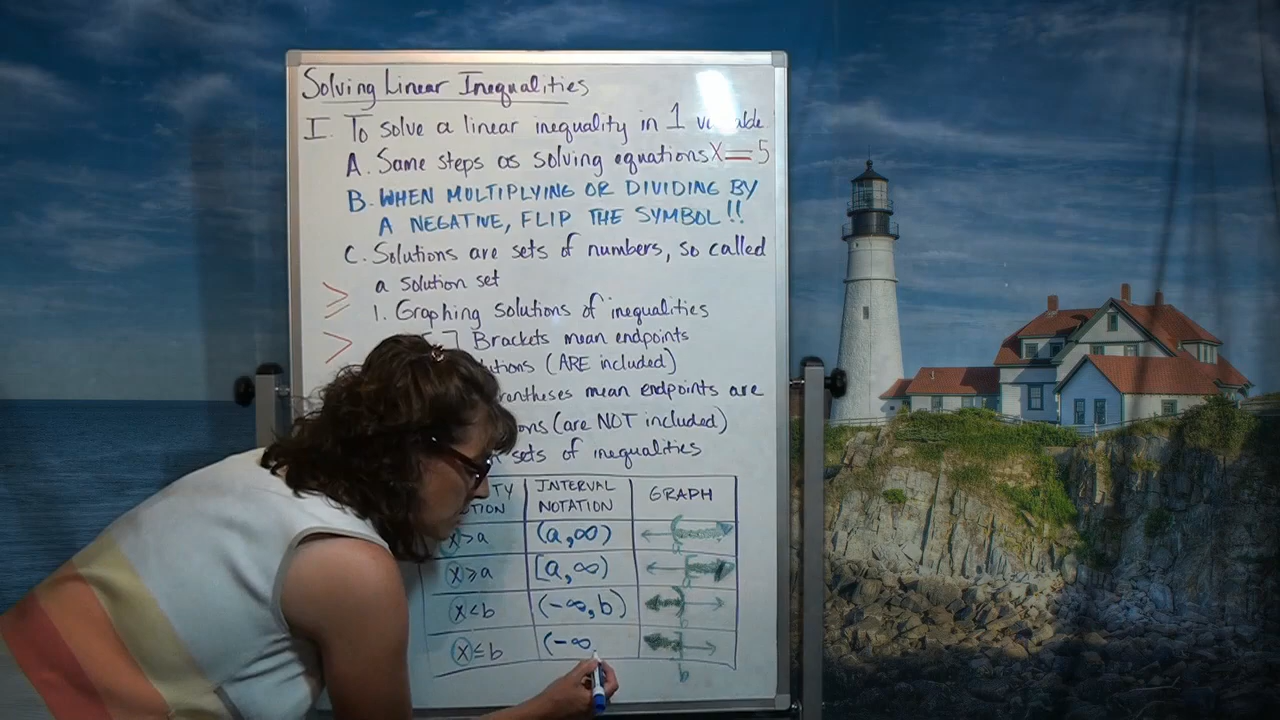 Solving Linear Inequalities
I. To solve a linear inequality in 1
A. Same steps as solving equations X = 5
B. WHEN MULTIPLYING OR DIVIDING BY
A NEGATIVE, FLIP THE SYMBOL!!
C. Solutions are sets of numbers, so called
a solution set
≥
1. Graphing solutions of inequalities
>
] Brackets mean endpoints
(ARE included)
mean endpoints are
(are NOT included)
sets of inequalities
INTERVAL NOTATION GRAPH
x>a (a,∞) a
x≥a [a,∞)
x<b (-∞,b) b
x≤b (-∞ b